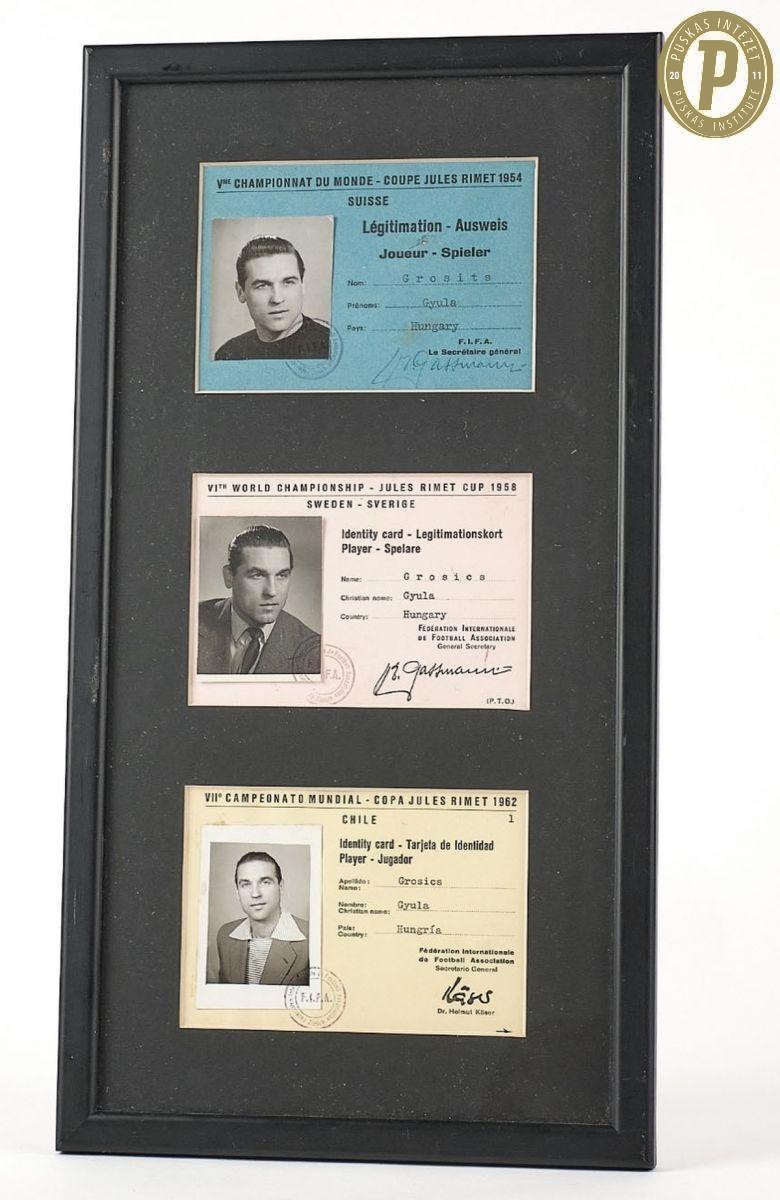 PUSKÁS INTÉZET
20 11
P
PUSKÁS INSTITUTE
VME CHAMPIONNAT DU MONDE - COUPE JULES RIMET 1954
SUISSE
Légitimation - Ausweis
Joueur - Spieler
Nom: Grosits
Prénoms: Gyula
Pays: Hungary
F.I.F.A.
Le Secrétaire général
K. Gassmann
VITH WORLD CHAMPIONSHIP - JULES RIMET CUP 1958
SWEDEN - SVERIGE
Identity card - Legitimationskort
Player - Spelare
Name: Grosics
Christian name: Gyula
Country: Hungary
FÉDÉRATION INTERNATIONALE
DE FOOTBALL ASSOCIATION
General Secretary
K. Gassmann
(P.T.O.)
VIIº CAMPEONATO MUNDIAL - COPA JULES RIMET 1962
CHILE 1
Identity card - Tarjeta de Identidad
Player - Jugador
Apellido: Grosics
Name:
Nombre: Gyula
Christian name:
País: Hungría
Country:
Fédération Internationale
de Football Association
Secretario General
Käser
Dr. Helmut Käser
F.I.F.A.